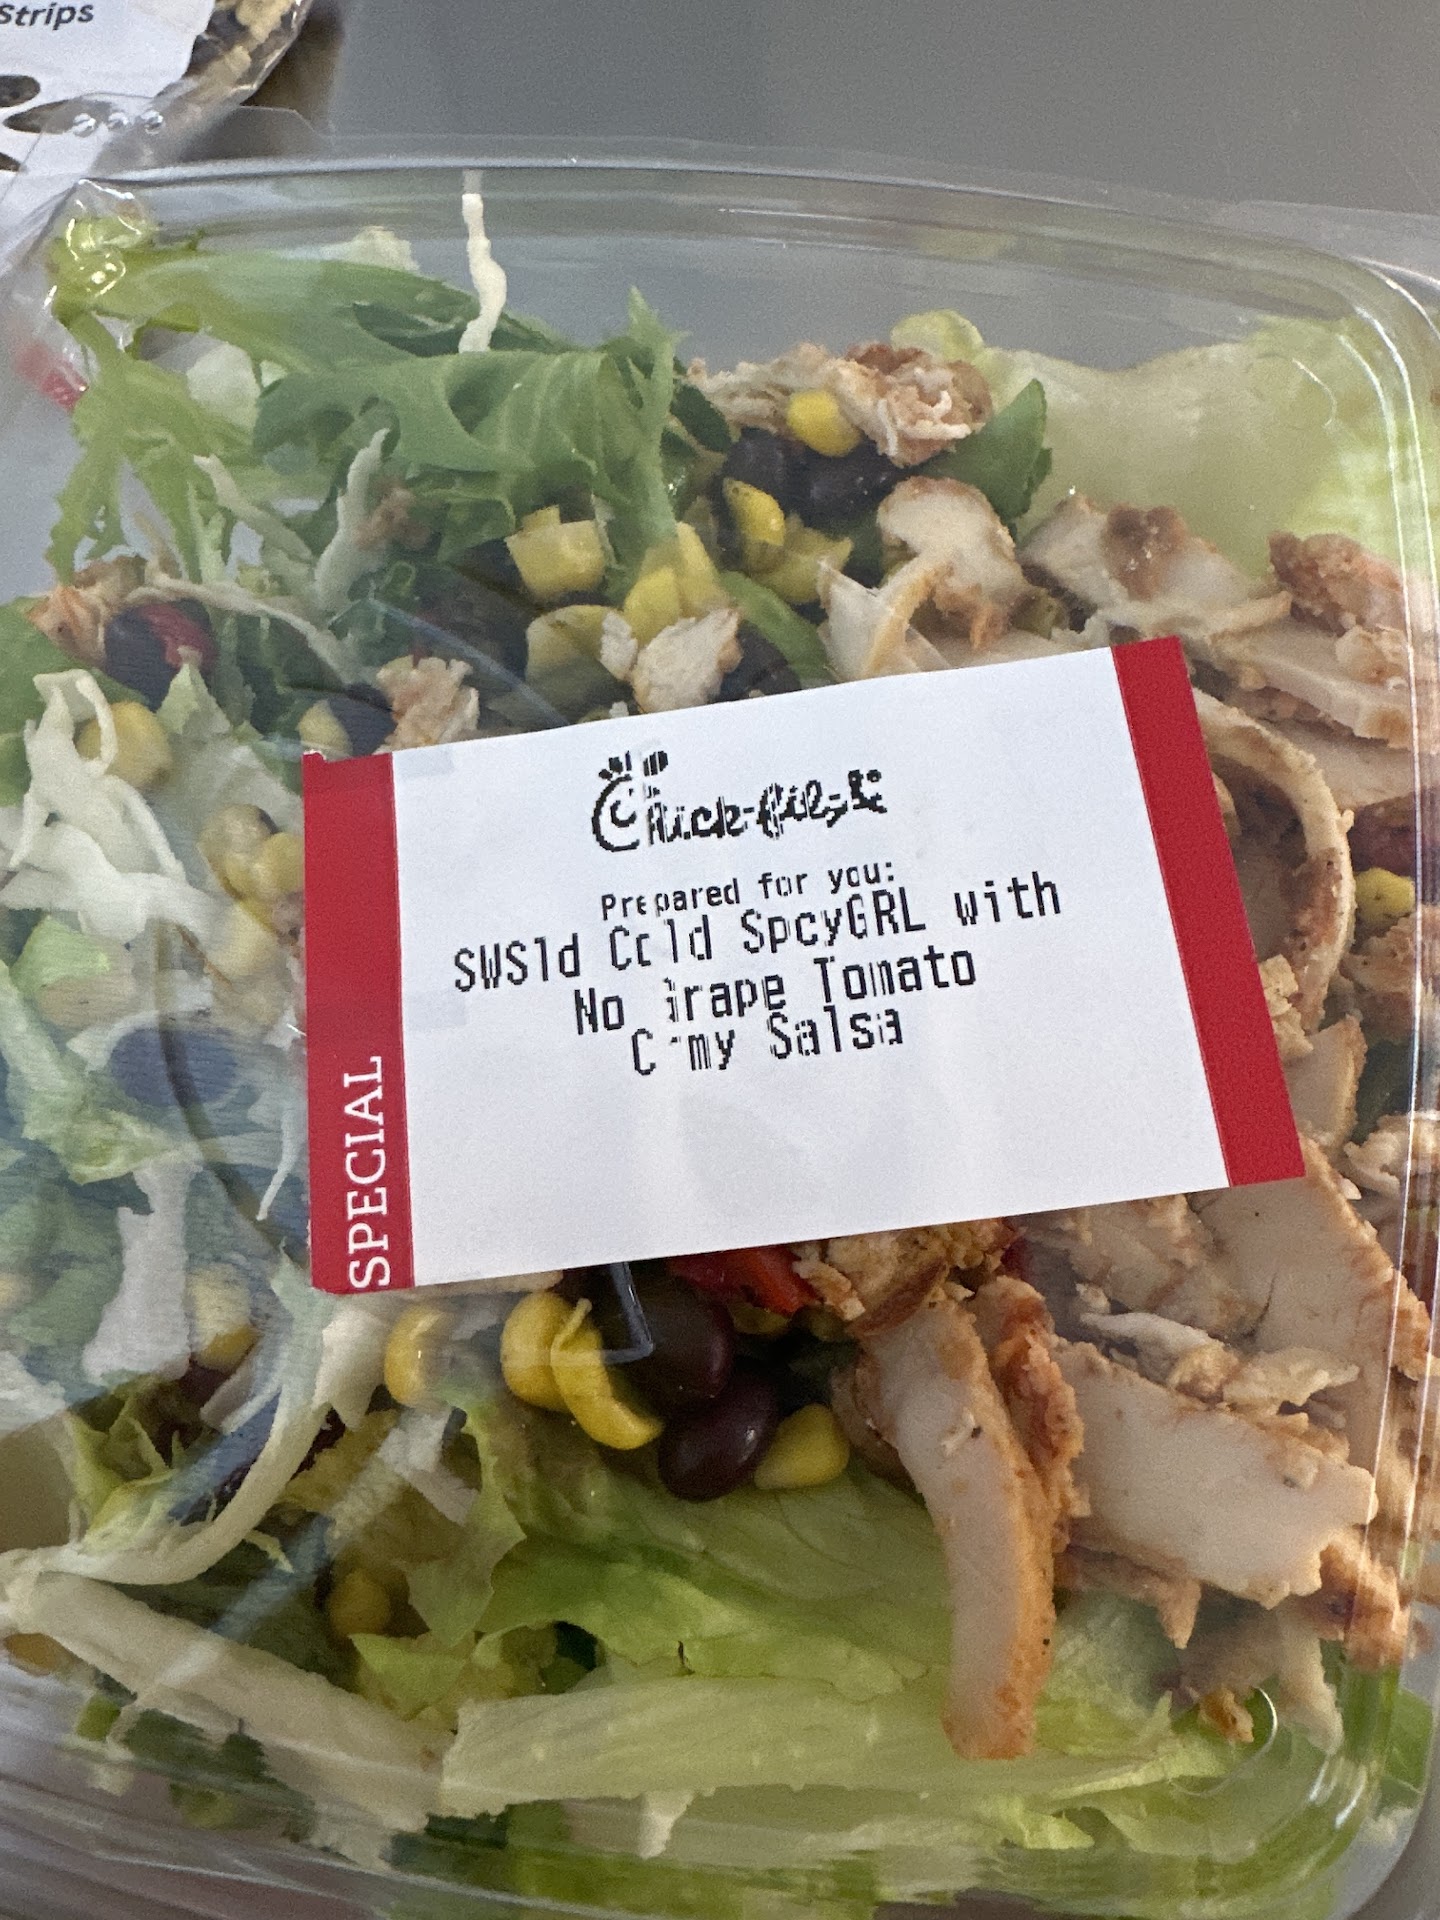 Strips
Chick-fil-A
Prepared for you:
SWSld Cold SpcyGRL with
No Grape Tomato
Crmy Salsa
SPECIAL